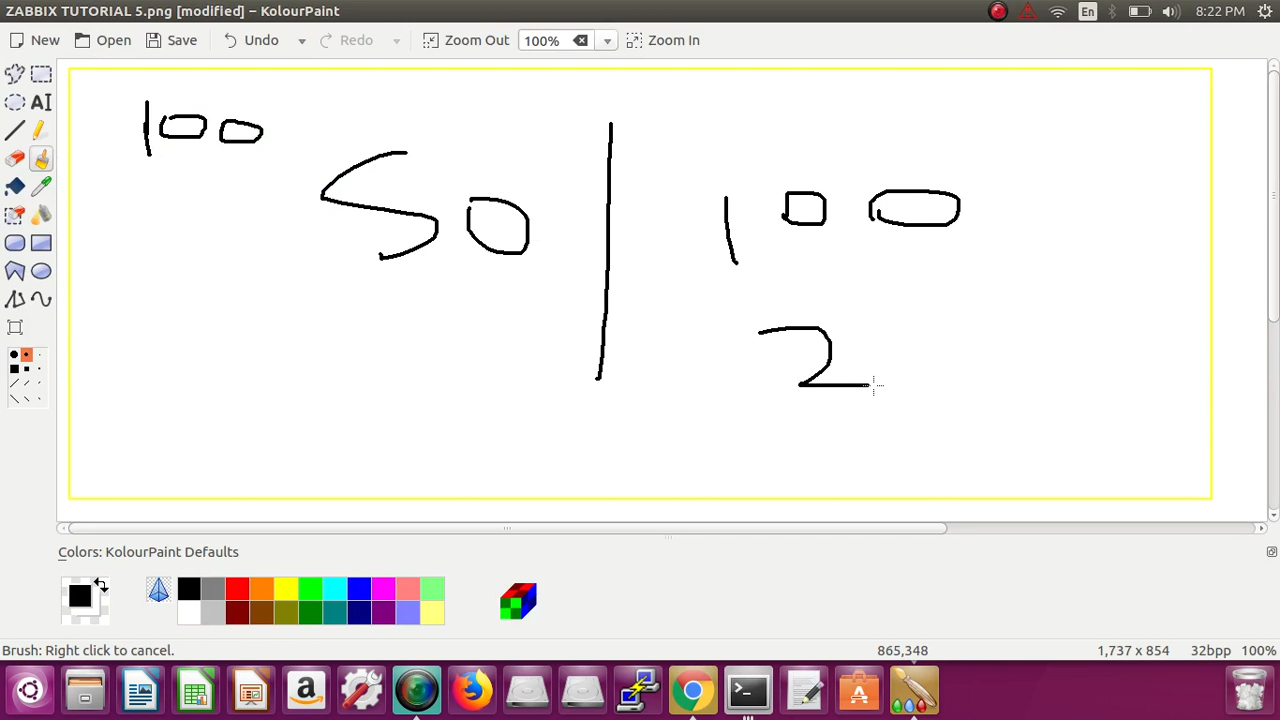 ZABBIX TUTORIAL 5.png [modified] – KolourPaint
En
8:22 PM
New
Open
Save
Undo
Redo
Zoom Out
100%
Zoom In
AI
100
50 | 100
2
Colors: KolourPaint Defaults
Brush: Right click to cancel.
865,348
1,737 x 854
32bpp
100%